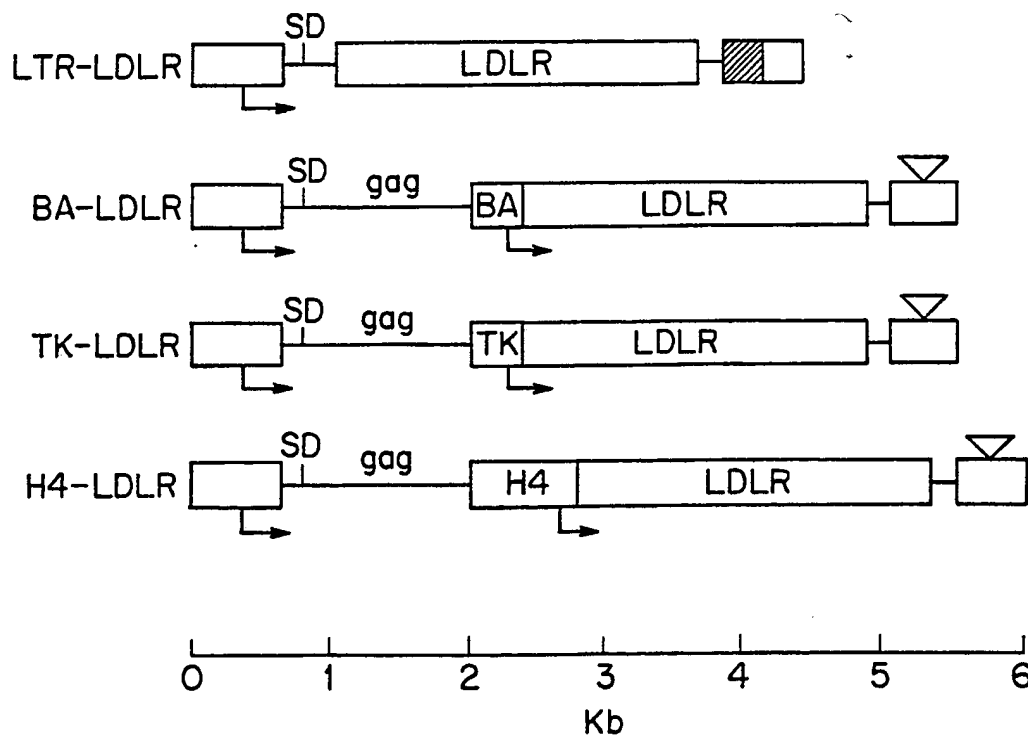 SD
LTR-LDLR LDLR
SD gag
BA-LDLR BA LDLR
SD gag
TK-LDLR TK LDLR
SD gag
H4-LDLR H4 LDLR
0 1 2 3 4 5 6
Kb